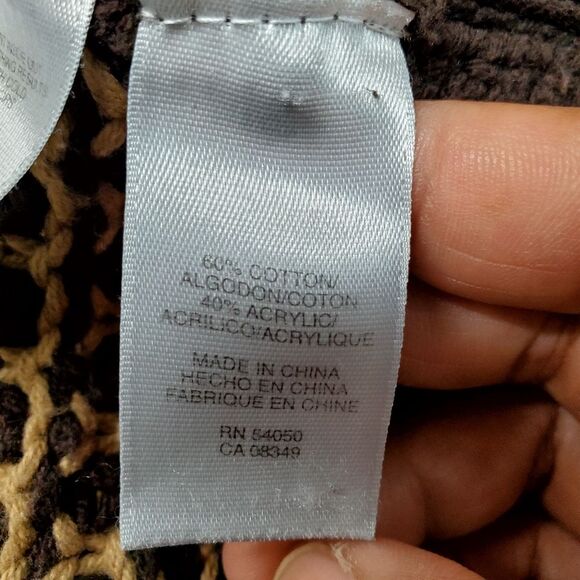 60% COTTON/
ALGODON/COTON
40% ACRYLIC/
ACRILICO/ACRYLIQUE
MADE IN CHINA
HECHO EN CHINA
FABRIQUE EN CHINE
RN 54050
CA 08349